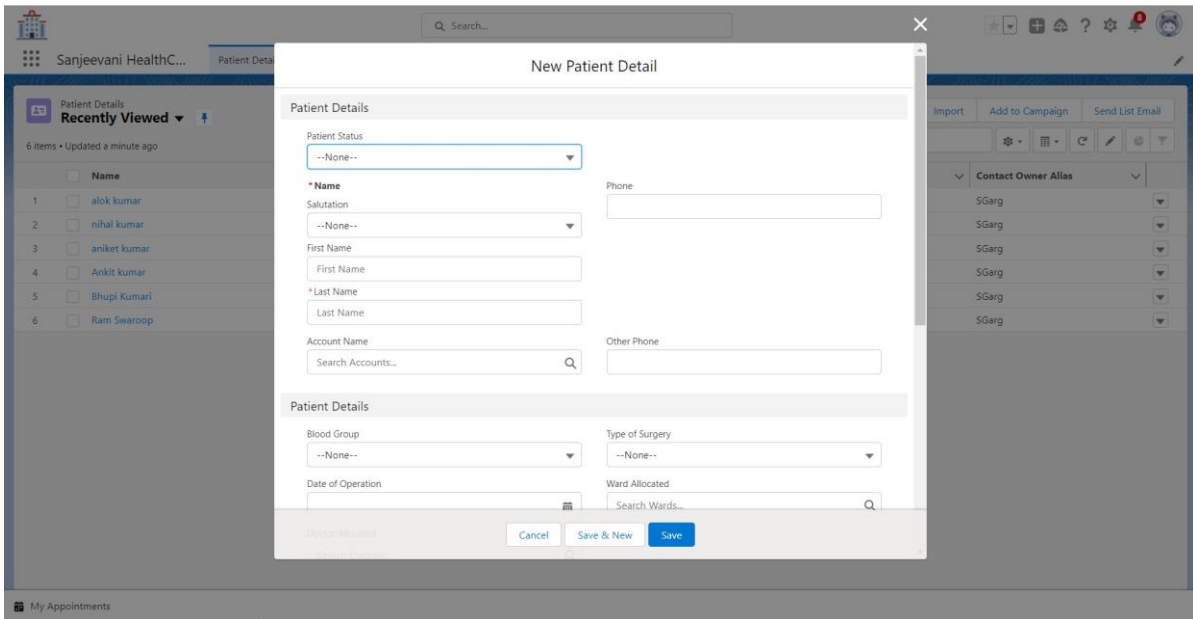 Search...
8
Sanjeevani HealthC...
Patient Detai
New Patient Detail
Patient Details
Recently Viewed
Import
Add to Campaign
Send List Email
6 items • Updated a minute ago
Name
Contact Owner Alias
1 alok kumar SGarg
2 nihal kumar SGarg
3 aniket kumar SGarg
4 Ankit kumar SGarg
5 Bhupi Kumari SGarg
6 Ram Swaroop SGarg
Patient Details
Patient Status
--None--
*Name
Phone
Salutation
--None--
First Name
First Name
*Last Name
Last Name
Account Name
Other Phone
Search Accounts...
Patient Details
Blood Group
Type of Surgery
--None--
--None--
Date of Operation
Ward Allocated
Search Wards...
Doctor Allocated
Cancel
Save & New
Save
My Appointments